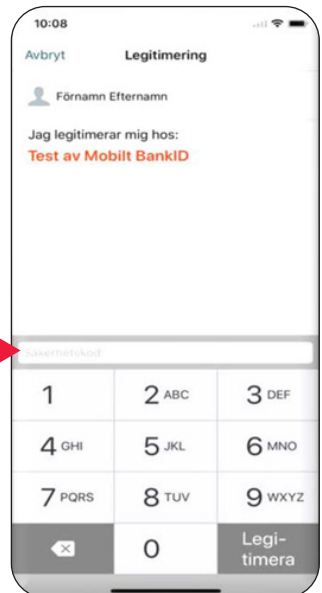 10:08
Avbryt Legitimering
Förnamn Efternamn
Jag legitimerar mig hos:
Test av Mobilt BankID
Säkerhetskod
1 2 ABC 3 DEF
4 GHI 5 JKL 6 MNO
7 PQRS 8 TUV 9 WXYZ
0 Legi-
timera